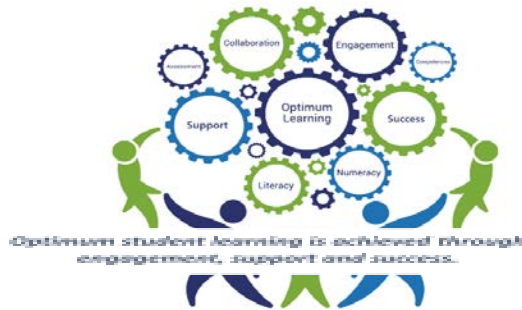 Collaboration
Engagement
Assessment
Competencies
Optimum
Learning
Support
Success
Literacy
Numeracy
Optimum student learning is achieved through
engagement, support and success.